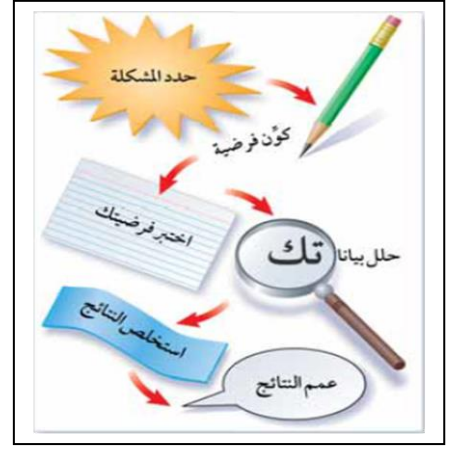 حدد المشكلة
كوِّن فرضية
اختبر فرضيتك
حلل بياناتك
استخلص النتائج
عمم النتائج